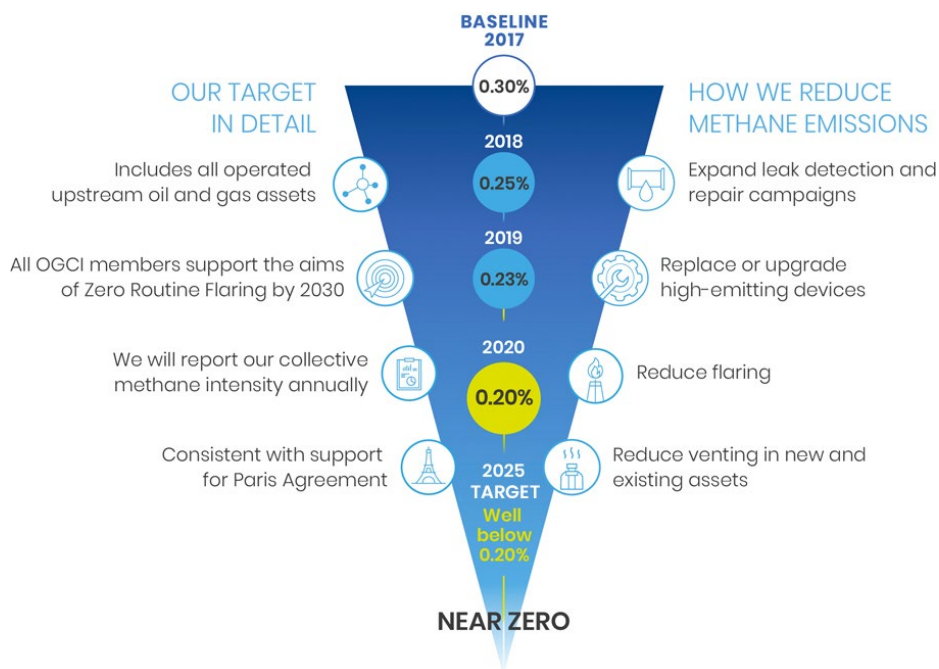 BASELINE
2017
0.30%
OUR TARGET
IN DETAIL
Includes all operated
upstream oil and gas assets
All OGCI members support the aims
of Zero Routine Flaring by 2030
We will report our collective
methane intensity annually
Consistent with support
for Paris Agreement
2018
0.25%
2019
0.23%
2020
0.20%
2025
TARGET
Well
below
0.20%
NEAR ZERO
HOW WE REDUCE
METHANE EMISSIONS
Expand leak detection and
repair campaigns
Replace or upgrade
high-emitting devices
Reduce flaring
Reduce venting in new and
existing assets